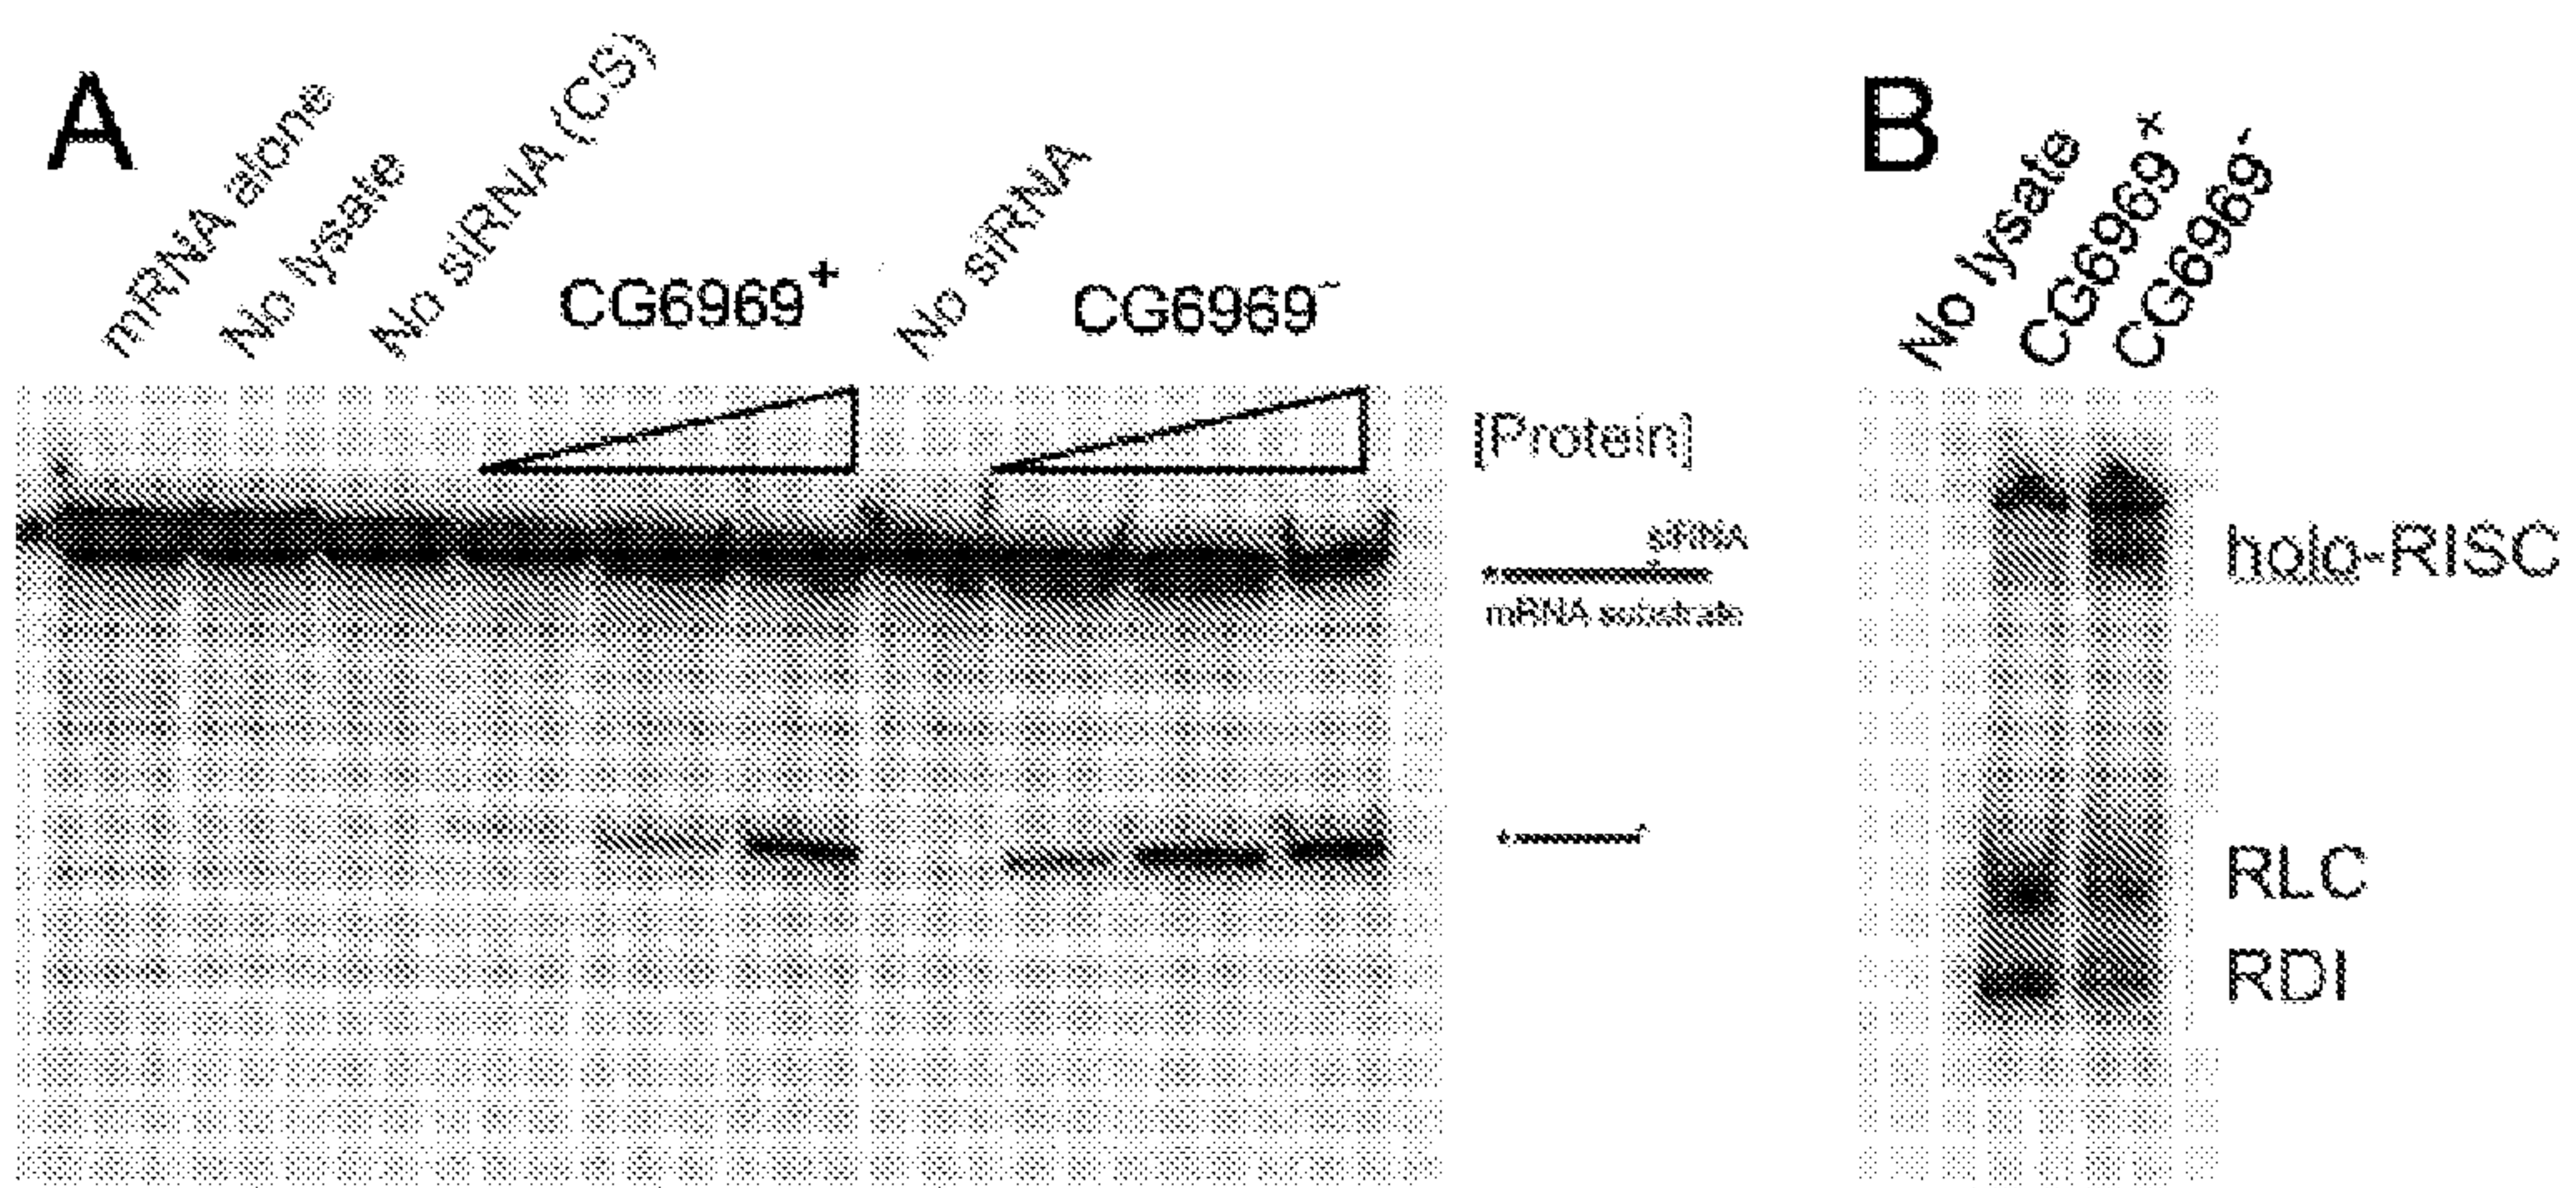 A
mRNA alone
No lysate
No siRNA (CS)
CG6969+
No siRNA
CG6969-
[Protein]
siRNA
mRNA substrate
B
No lysate
CG6969+
CG6969-
holo-RISC
RLC
RDI